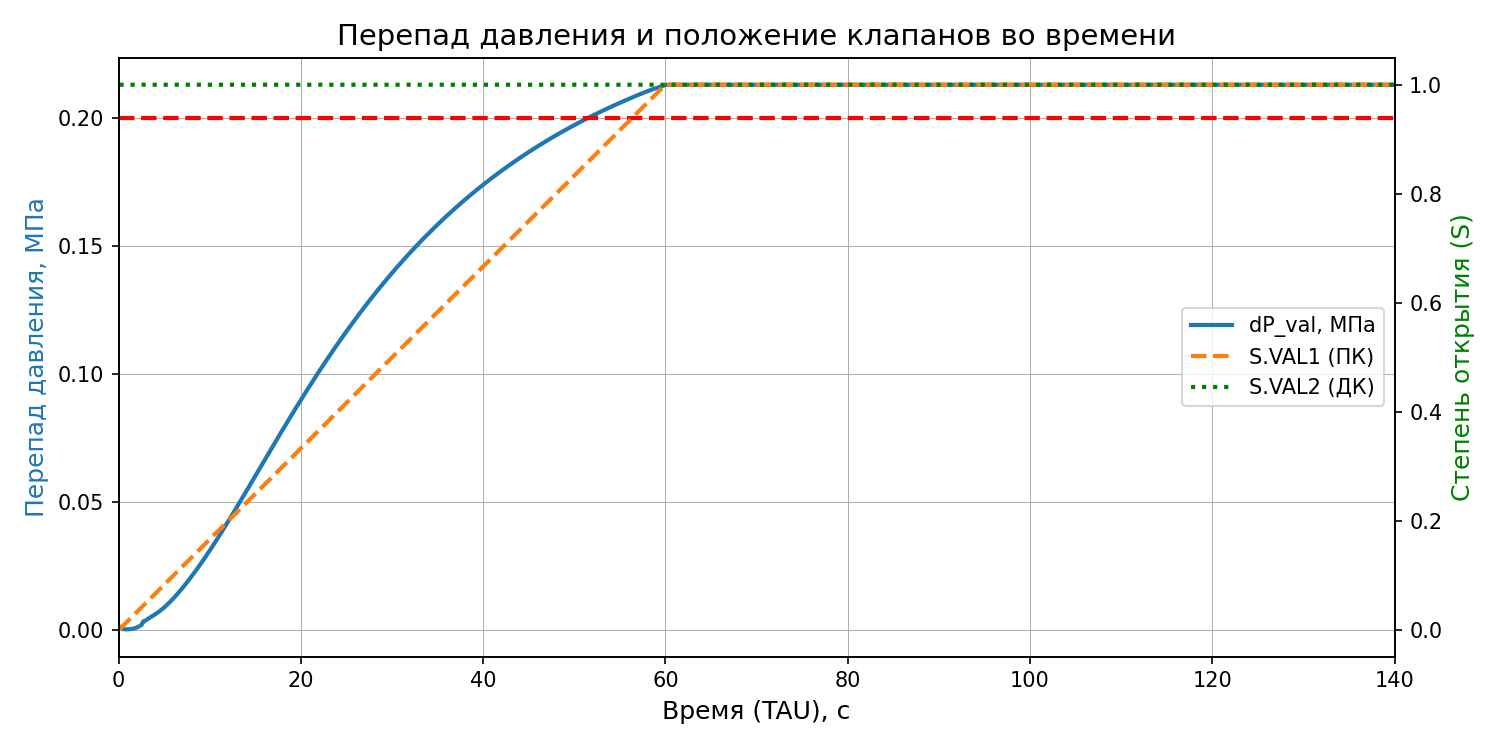 Перепад давления и положение клапанов во времени
Перепад давления, МПа
0.20
0.15
0.10
0.05
0.00
1.0
0.8
0.6
0.4
0.2
0.0
Степень открытия (S)
dP_val, МПа
S.VAL1 (ПК)
S.VAL2 (ДК)
0 20 40 60 80 100 120 140
Время (TAU), с